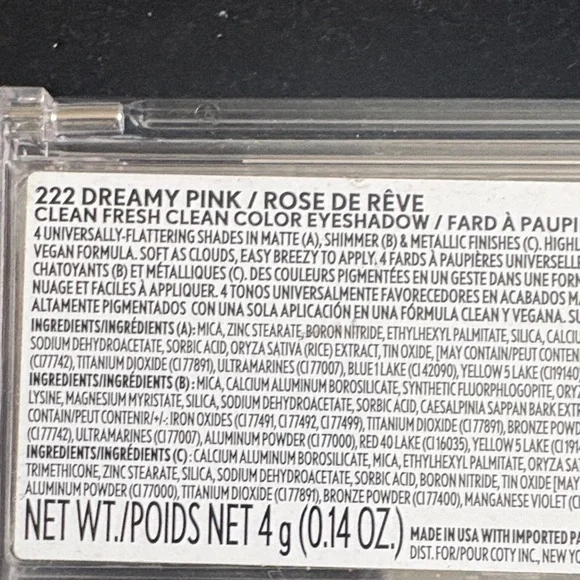 222 DREAMY PINK / ROSE DE RÊVE
CLEAN FRESH CLEAN COLOR EYESHADOW / FARD À PAUPI
4 UNIVERSALLY-FLATTERING SHADES IN MATTE (A), SHIMMER (B) & METALLIC FINISHES (C). HIGHL
VEGAN FORMULA. SOFT AS CLOUDS, EASY BREEZY TO APPLY. 4 FARDS À PAUPIÈRES UNIVERSELLE
CHATOYANTS (B) ET MÉTALLIQUES (C). DES COULEURS PIGMENTÉES EN UN GESTE DANS UNE FORM
NUAGE ET FACILES À APPLIQUER. 4 TONOS UNIVERSALMENTE FAVORECEDORES EN ACABADOS MA
ALTAMENTE PIGMENTADOS CON UNA SOLA APLICACIÓN EN UNA FÓRMULA CLEAN Y VEGANA. SU
INGREDIENTS/INGRÉDIENTS (A): MICA, ZINC STEARATE, BORON NITRIDE, ETHYLHEXYL PALMITATE, SILICA, CALCIU
SODIUM DEHYDROACETATE, SORBIC ACID, ORYZA SATIVA (RICE) EXTRACT, TIN OXIDE, [MAY CONTAIN/PEUT CONTEN
(CI77742), TITANIUM DIOXIDE (CI 77891), ULTRAMARINES (CI 77007), BLUE 1 LAKE (CI 42090), YELLOW 5 LAKE (CI19140
INGREDIENTS/INGRÉDIENTS (B): MICA, CALCIUM ALUMINUM BOROSILICATE, SYNTHETIC FLUORPHLOGOPITE, ORYZ
LYSINE, MAGNESIUM MYRISTATE, SILICA, SODIUM DEHYDROACETATE, SORBIC ACID, CAESALPINIA SAPPAN BARK EXT
CONTAIN/PEUT CONTENIR/+/-: IRON OXIDES (CI 77491, CI 77492, CI 77499), TITANIUM DIOXIDE (CI 77891), BRONZE POWD
(CI 77742), ULTRAMARINES (CI 77007), ALUMINUM POWDER (CI 77000), RED 40 LAKE (CI 16035), YELLOW 5 LAKE (CI 191
INGREDIENTS/INGRÉDIENTS (C): CALCIUM ALUMINUM BOROSILICATE, MICA, ETHYLHEXYL PALMITATE, ORYZA SA
TRIMETHICONE, ZINC STEARATE, SILICA, SODIUM DEHYDROACETATE, SORBIC ACID, BORON NITRIDE, TIN OXIDE [MAY
ALUMINUM POWDER (CI 77000), TITANIUM DIOXIDE (CI 77891), BRONZE POWDER (CI 77400), MANGANESE VIOLET (C
NET WT./POIDS NET 4 g (0.14 OZ.)
MADE IN USA WITH IMPORTED PA
DIST. FOR/POUR COTY INC., NEW YO